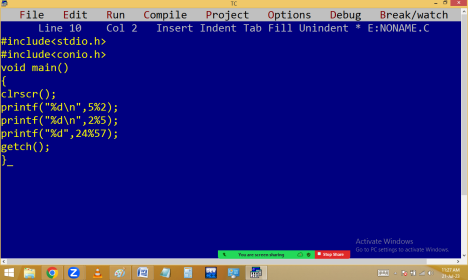 TC
File Edit Run Compile Project Options Debug Break/watch
Line 10 Col 2 Insert Indent Tab Fill Unindent * E:NONAME.C
#include<stdio.h>
#include<conio.h>
void main()
{
clrscr();
printf("%d\n",5%2);
printf("%d\n",2%5);
printf("%d",24%57);
getch();
}_
Activate Windows
Go to PC settings to activate Windows.
You are screen sharing Stop Share